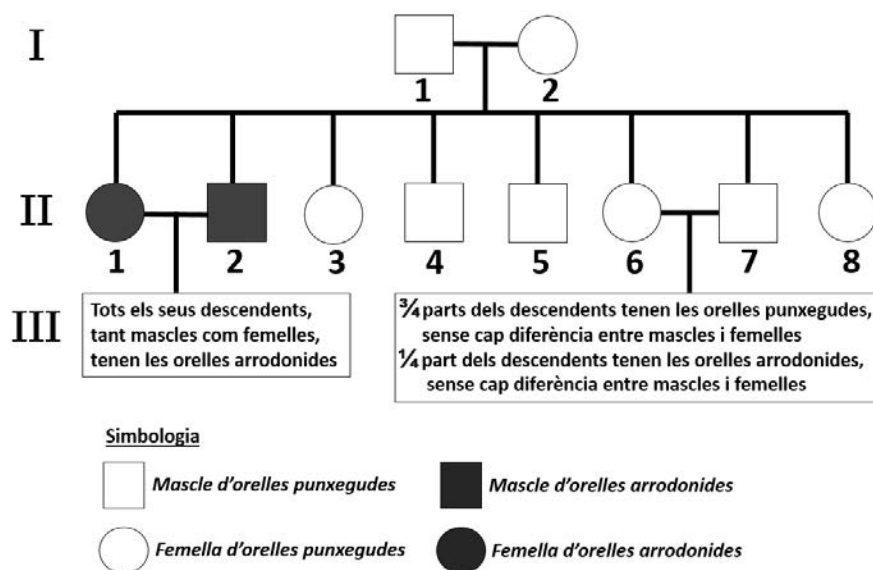 I
1 2
II
1 2 3 4 5 6 7 8
III
Tots els seus descendents,
tant mascles com femelles,
tenen les orelles arrodonides
¾ parts dels descendents tenen les orelles punxegudes,
sense cap diferència entre mascles i femelles
¼ part dels descendents tenen les orelles arrodonides,
sense cap diferència entre mascles i femelles
Simbologia
Mascle d'orelles punxegudes
Mascle d'orelles arrodonides
Femella d'orelles punxegudes
Femella d'orelles arrodonides